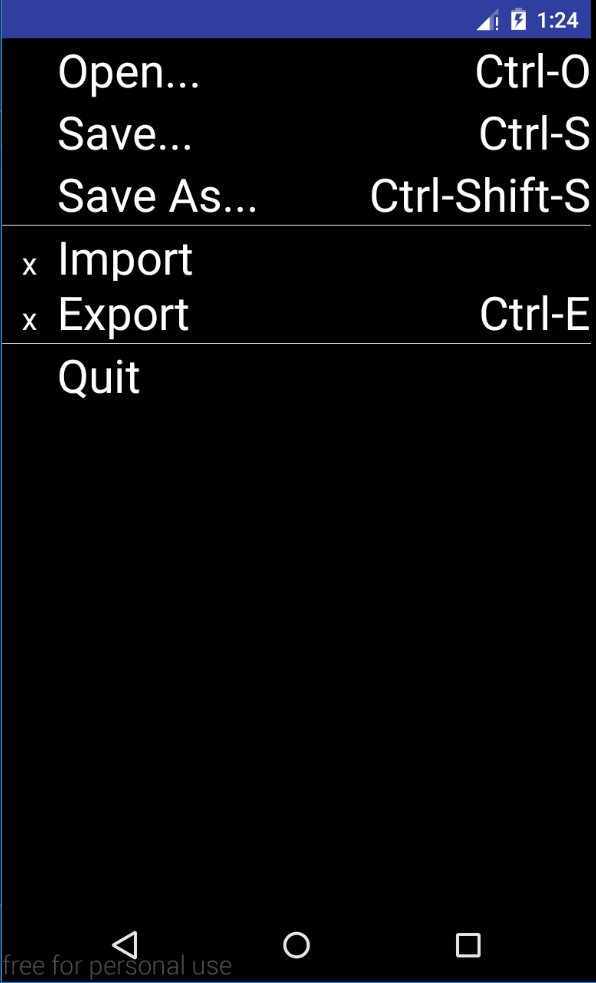 1:24
Open... Ctrl-O
Save... Ctrl-S
Save As... Ctrl-Shift-S
x Import
x Export Ctrl-E
Quit
free for personal use